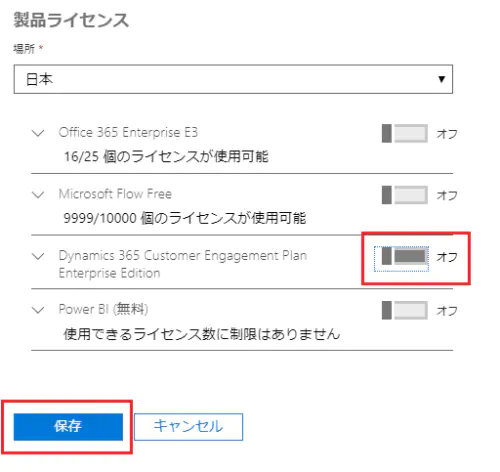 製品ライセンス
場所 *
日本
Office 365 Enterprise E3
オフ
16/25 個のライセンスが使用可能
Microsoft Flow Free
オフ
9999/10000 個のライセンスが使用可能
Dynamics 365 Customer Engagement Plan
オフ
Enterprise Edition
Power BI (無料)
オフ
使用できるライセンス数に制限はありません
保存
キャンセル